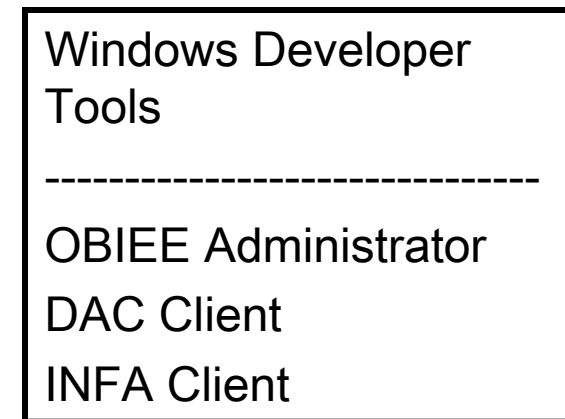 Windows Developer
Tools
-------------------------------
OBIEE Administrator
DAC Client
INFA Client